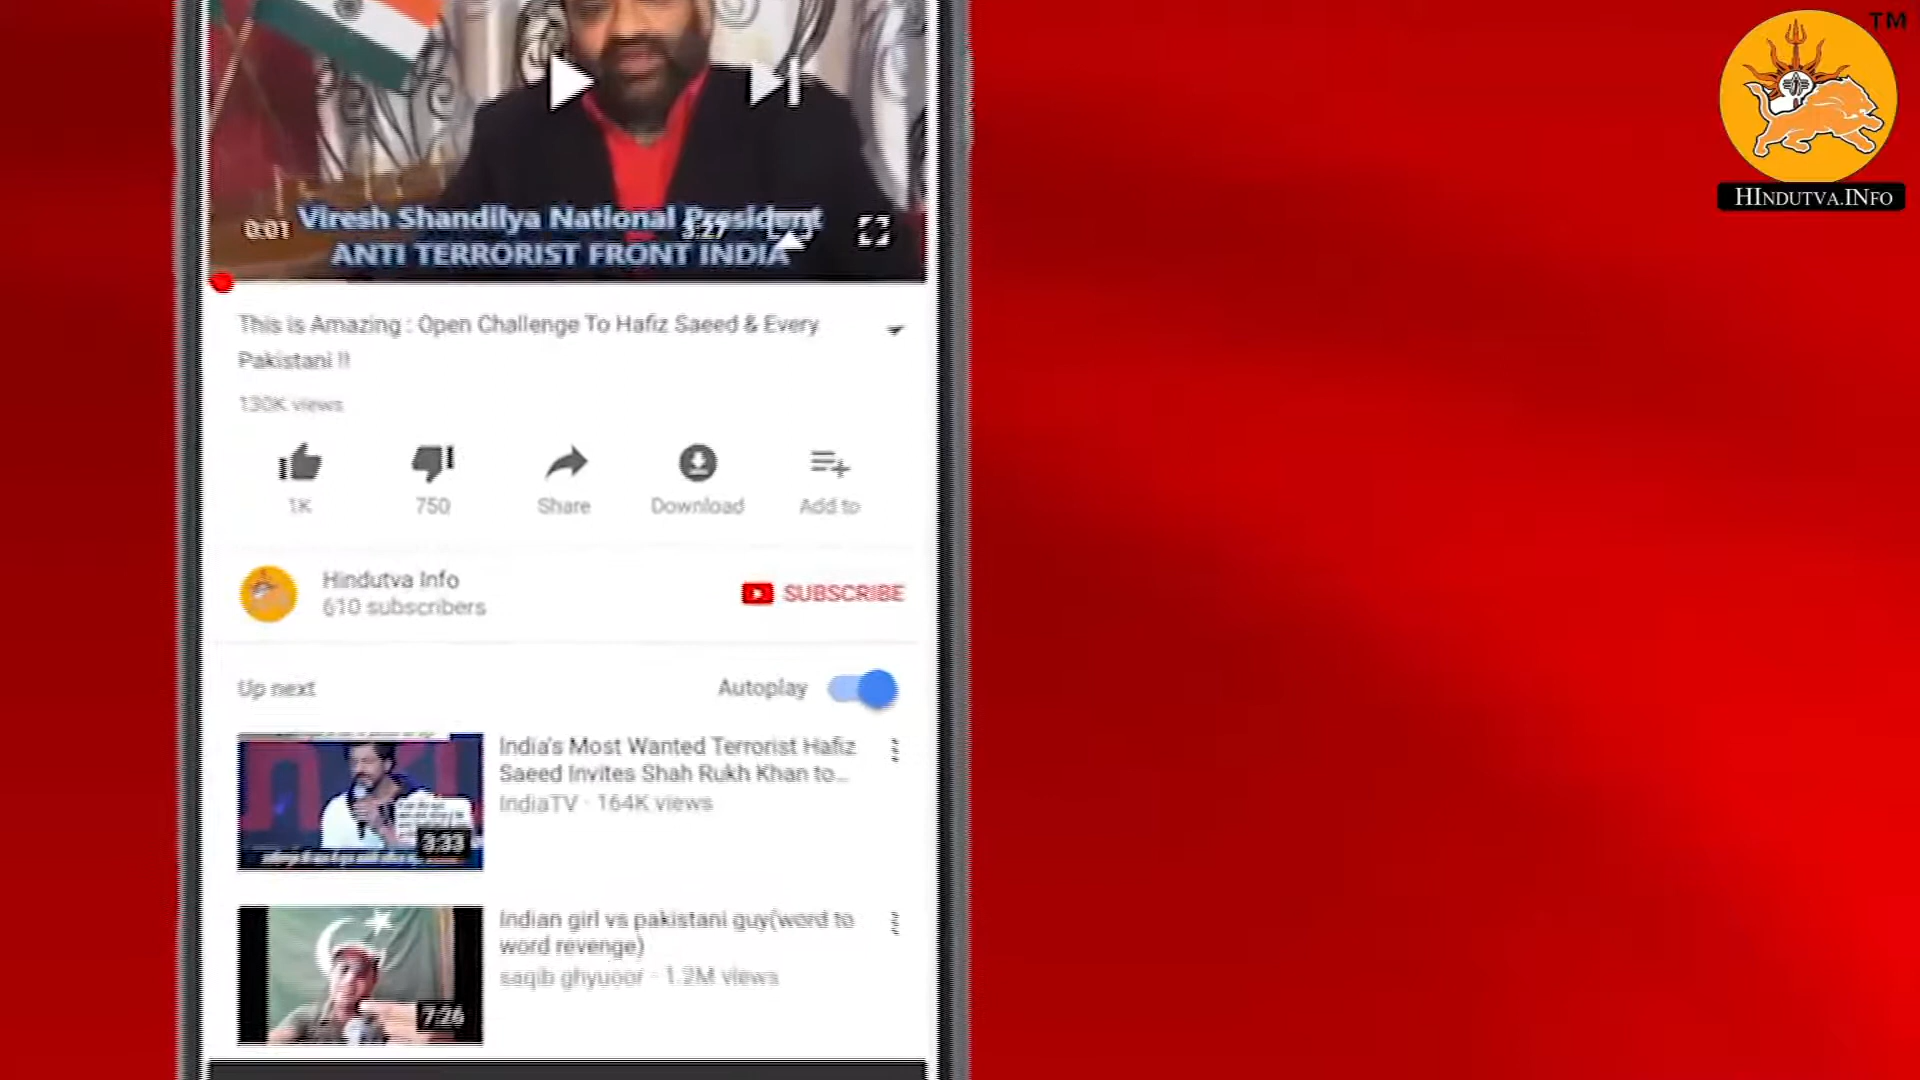 TM
HINDUTVA.INFO
Viresh Shandilya National President
0:01
3:27
ANTI TERRORIST FRONT INDIA
This is Amazing : Open Challenge To Hafiz Saeed & Every
Pakistani !!
130K views
1K
750
Share
Download
Add to
Hindutva Info
610 subscribers
SUBSCRIBE
Up next
Autoplay
India's Most Wanted Terrorist Hafiz
Saeed Invites Shah Rukh Khan to...
IndiaTV · 164K views
3:33
Indian girl vs pakistani guy(word to
word revenge)
saqib ghyuoor · 1.2M views
7:26